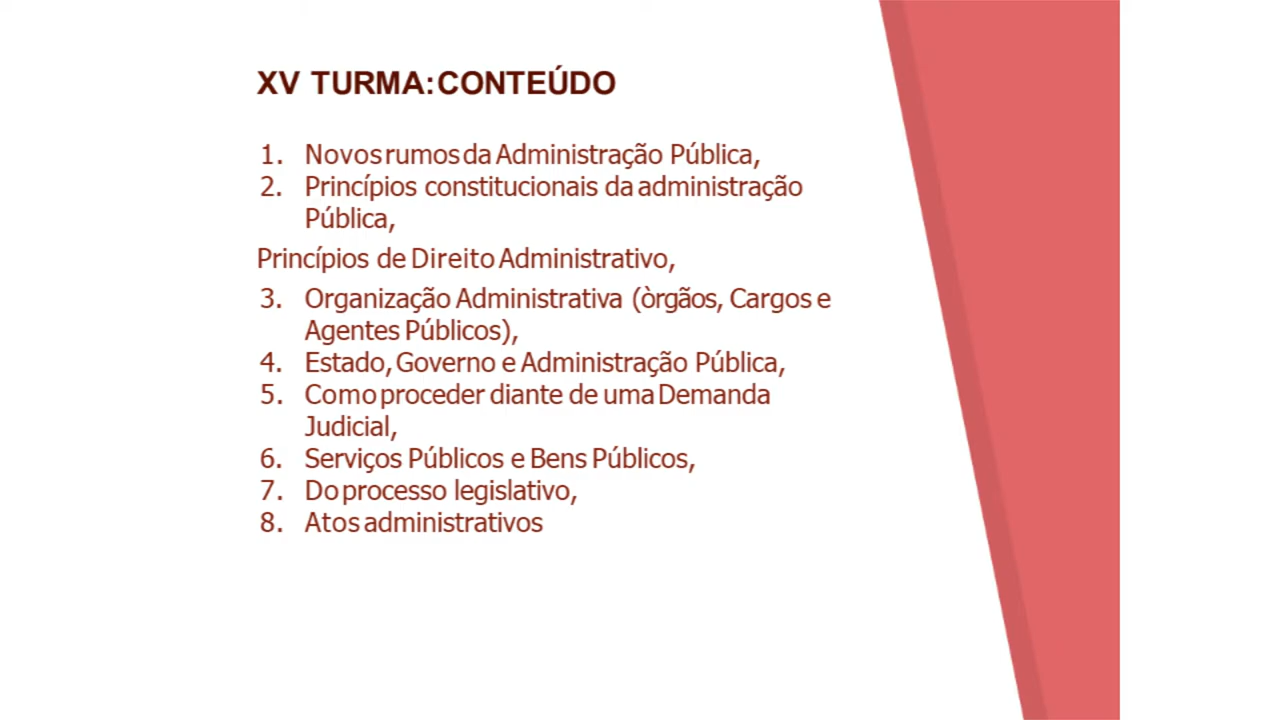 XV TURMA:CONTEÚDO
1. Novos rumos da Administração Pública,
2. Princípios constitucionais da administração
Pública,
Princípios de Direito Administrativo,
3. Organização Administrativa (òrgãos, Cargos e
Agentes Públicos),
4. Estado, Governo e Administração Pública,
5. Como proceder diante de uma Demanda
Judicial,
6. Serviços Públicos e Bens Públicos,
7. Do processo legislativo,
8. Atos administrativos